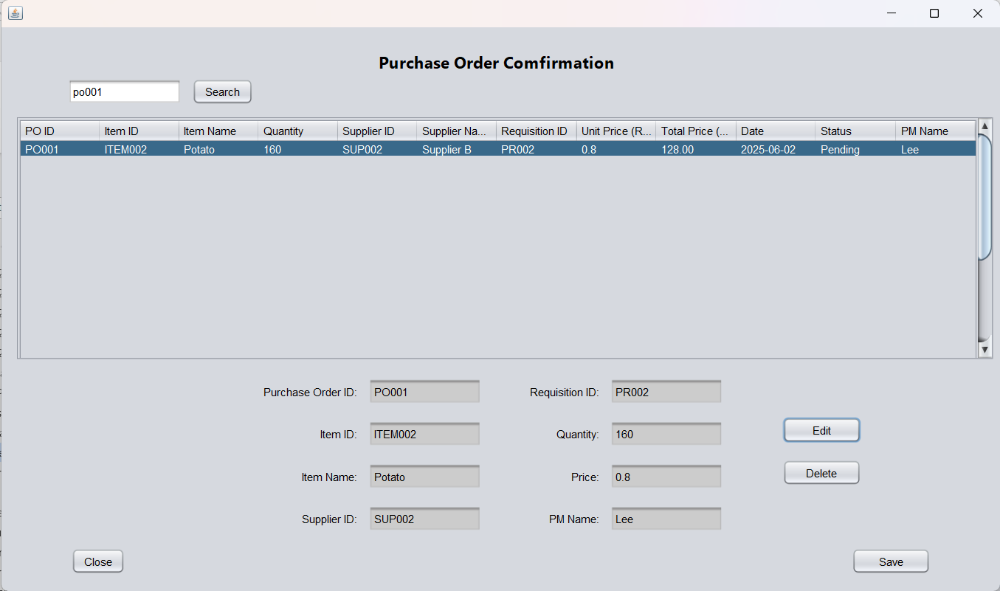 Purchase Order Comfirmation
po001 Search
PO ID Item ID Item Name Quantity Supplier ID Supplier Na... Requisition ID Unit Price (R... Total Price (... Date Status PM Name
PO001 ITEM002 Potato 160 SUP002 Supplier B PR002 0.8 128.00 2025-06-02 Pending Lee
Purchase Order ID: PO001 Requisition ID: PR002
Item ID: ITEM002 Quantity: 160 Edit
Item Name: Potato Price: 0.8 Delete
Supplier ID: SUP002 PM Name: Lee
Close Save